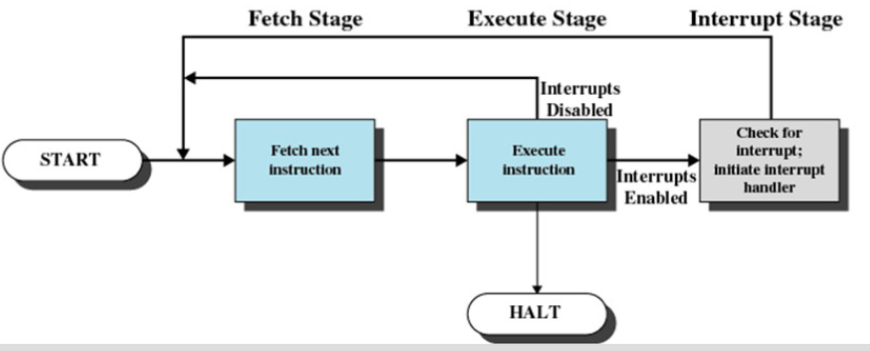 Fetch Stage
Execute Stage
Interrupt Stage
Interrupts
Disabled
START
Fetch next
instruction
Execute
instruction
Interrupts
Enabled
Check for
interrupt;
initiate interrupt
handler
HALT